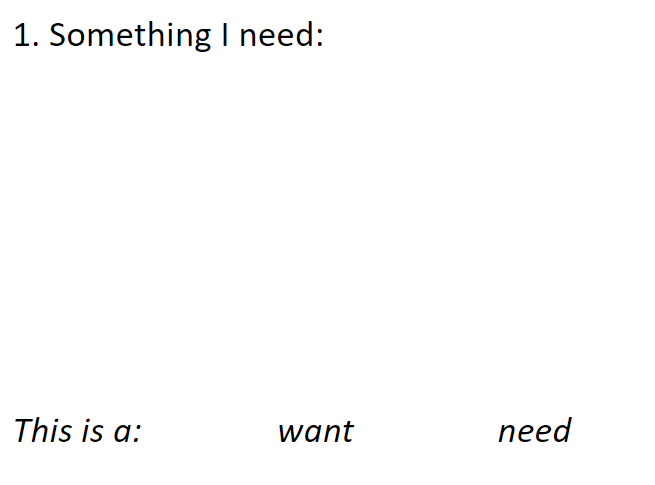 1. Something I need:
This is a: want need